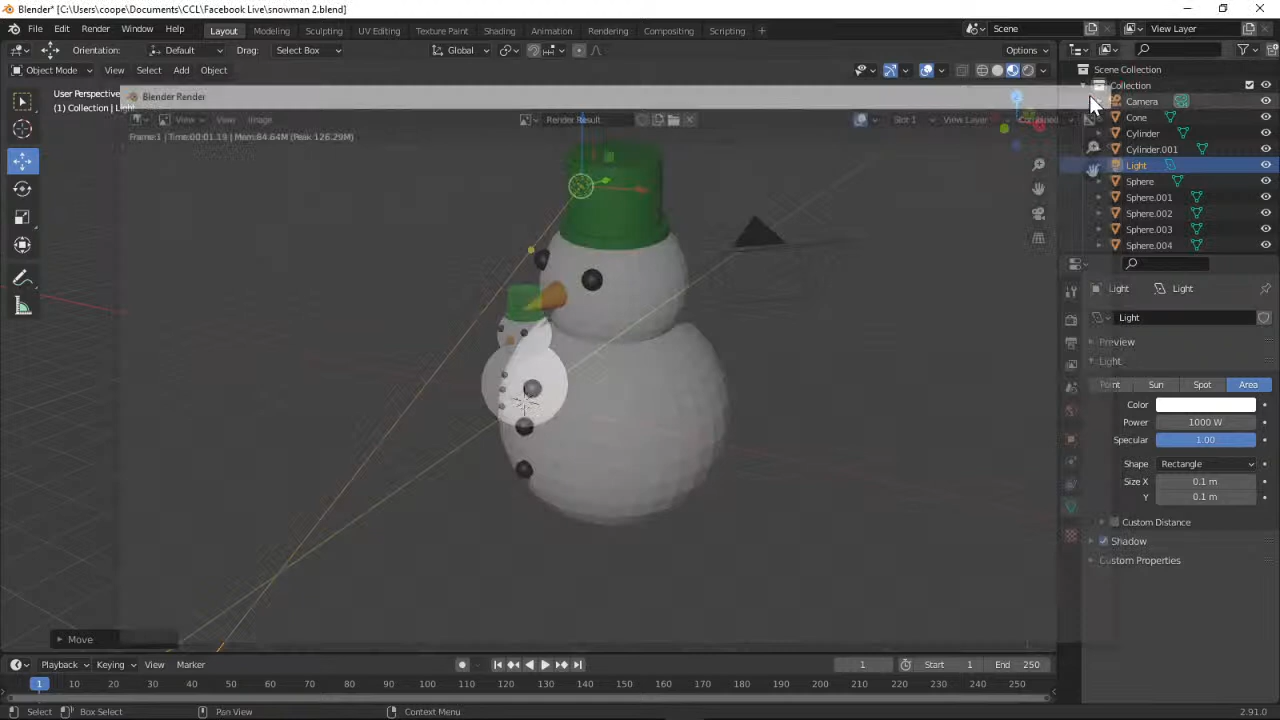 Blender* [C:\Users\coope\Documents\CCL\Facebook Live\snowman 2.blend]
File Edit Render Window Help Layout Modeling Sculpting UV Editing Texture Paint Shading Animation Rendering Compositing Scripting + Scene View Layer
Orientation: Default Drag: Select Box Global Options
Object Mode View Select Add Object
Scene Collection
Collection
User Perspective
(1) Collection | Light
Blender Render
View View Image Render Result Slot 1 View Layer Combined
Frame:1 | Time:00:01.19 | Mem:84.64M (Peak: 126.29M)
Z
Camera
Cone
Cylinder
Cylinder.001
Light
Sphere
Sphere.001
Sphere.002
Sphere.003
Sphere.004
Light Light
Light
Preview
Light
Point Sun Spot Area
Color
Power 1000 W
Specular 1.00
Shape Rectangle
Size X 0.1 m
Y 0.1 m
Custom Distance
Shadow
Custom Properties
Move
Playback Keying View Marker 1 Start 1 End 250
1 10 20 30 40 50 60 70 80 90 100 110 120 130 140 150 160 170 180 190 200 210 220 230 240 250
Select Box Select Pan View Context Menu 2.91.0